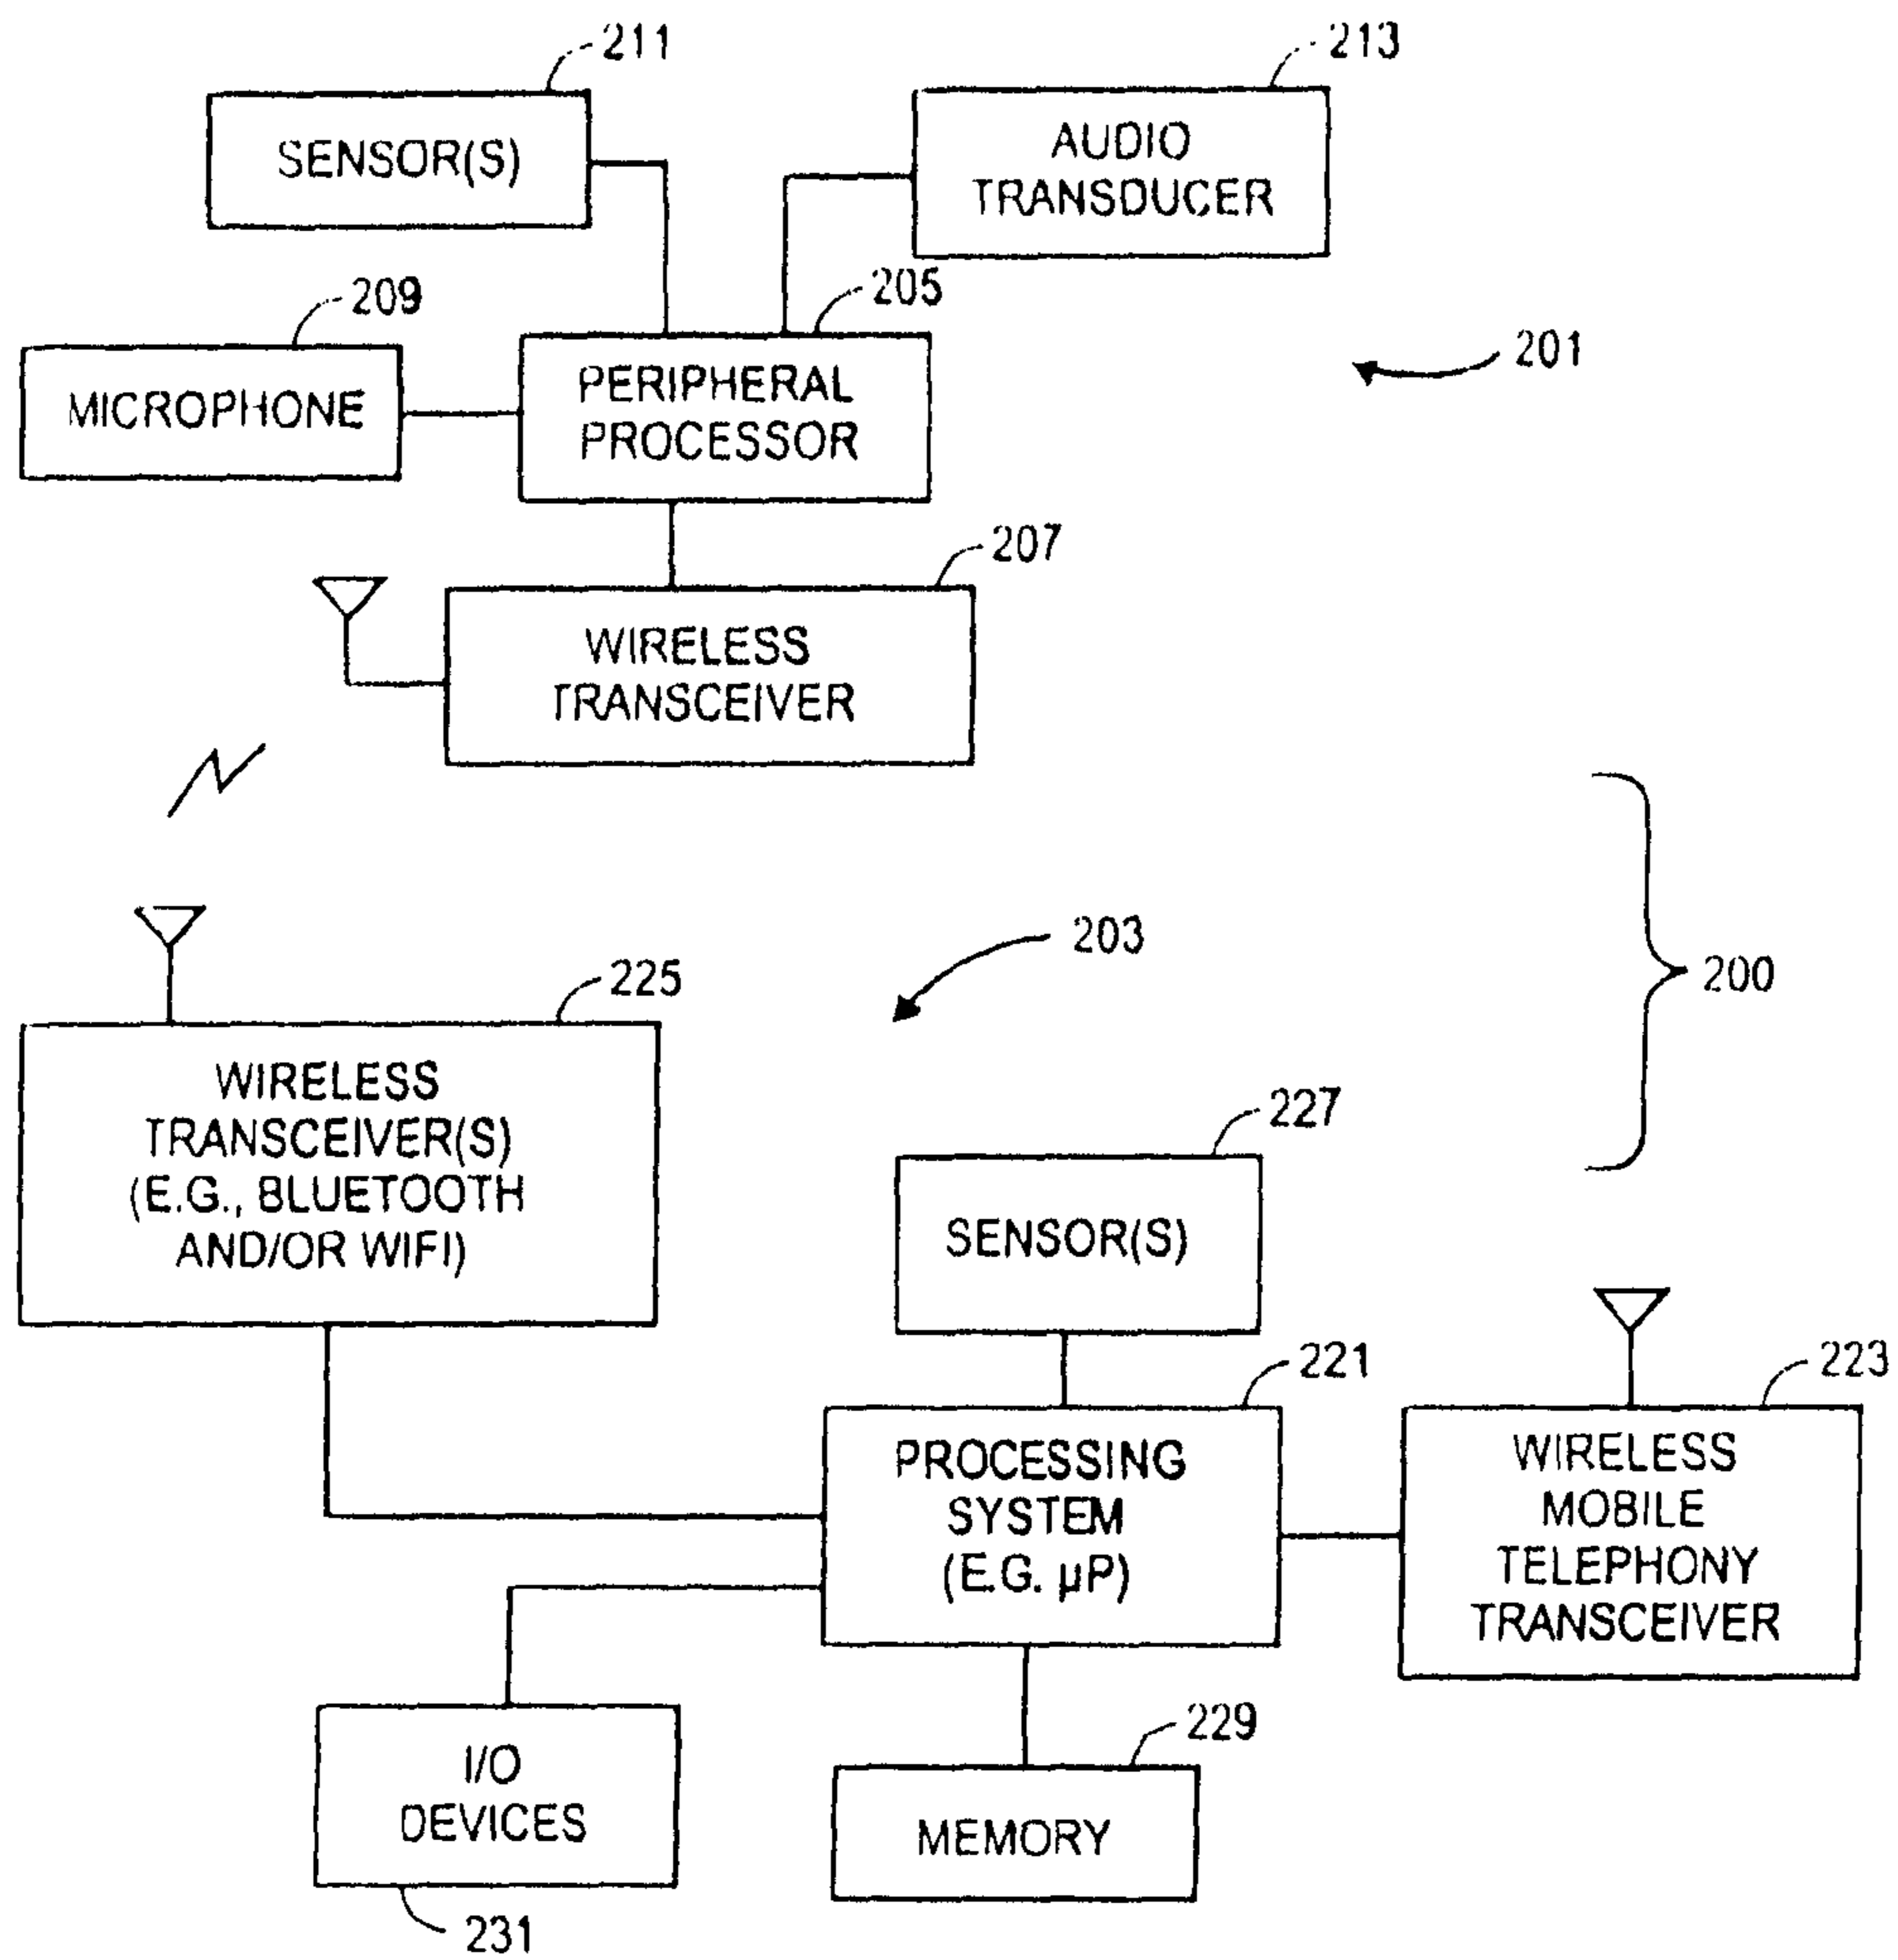 211
213
SENSOR(S)
AUDIO
TRANSDUCER
209
205
201
MICROPHONE
PERIPHERAL
PROCESSOR
207
WIRELESS
TRANSCEIVER
203
200
225
WIRELESS
TRANSCEIVER(S)
(E.G., BLUETOOTH
AND/OR WIFI)
227
SENSOR(S)
221
223
PROCESSING
SYSTEM
(E.G. µP)
WIRELESS
MOBILE
TELEPHONY
TRANSCEIVER
I/O
DEVICES
231
229
MEMORY